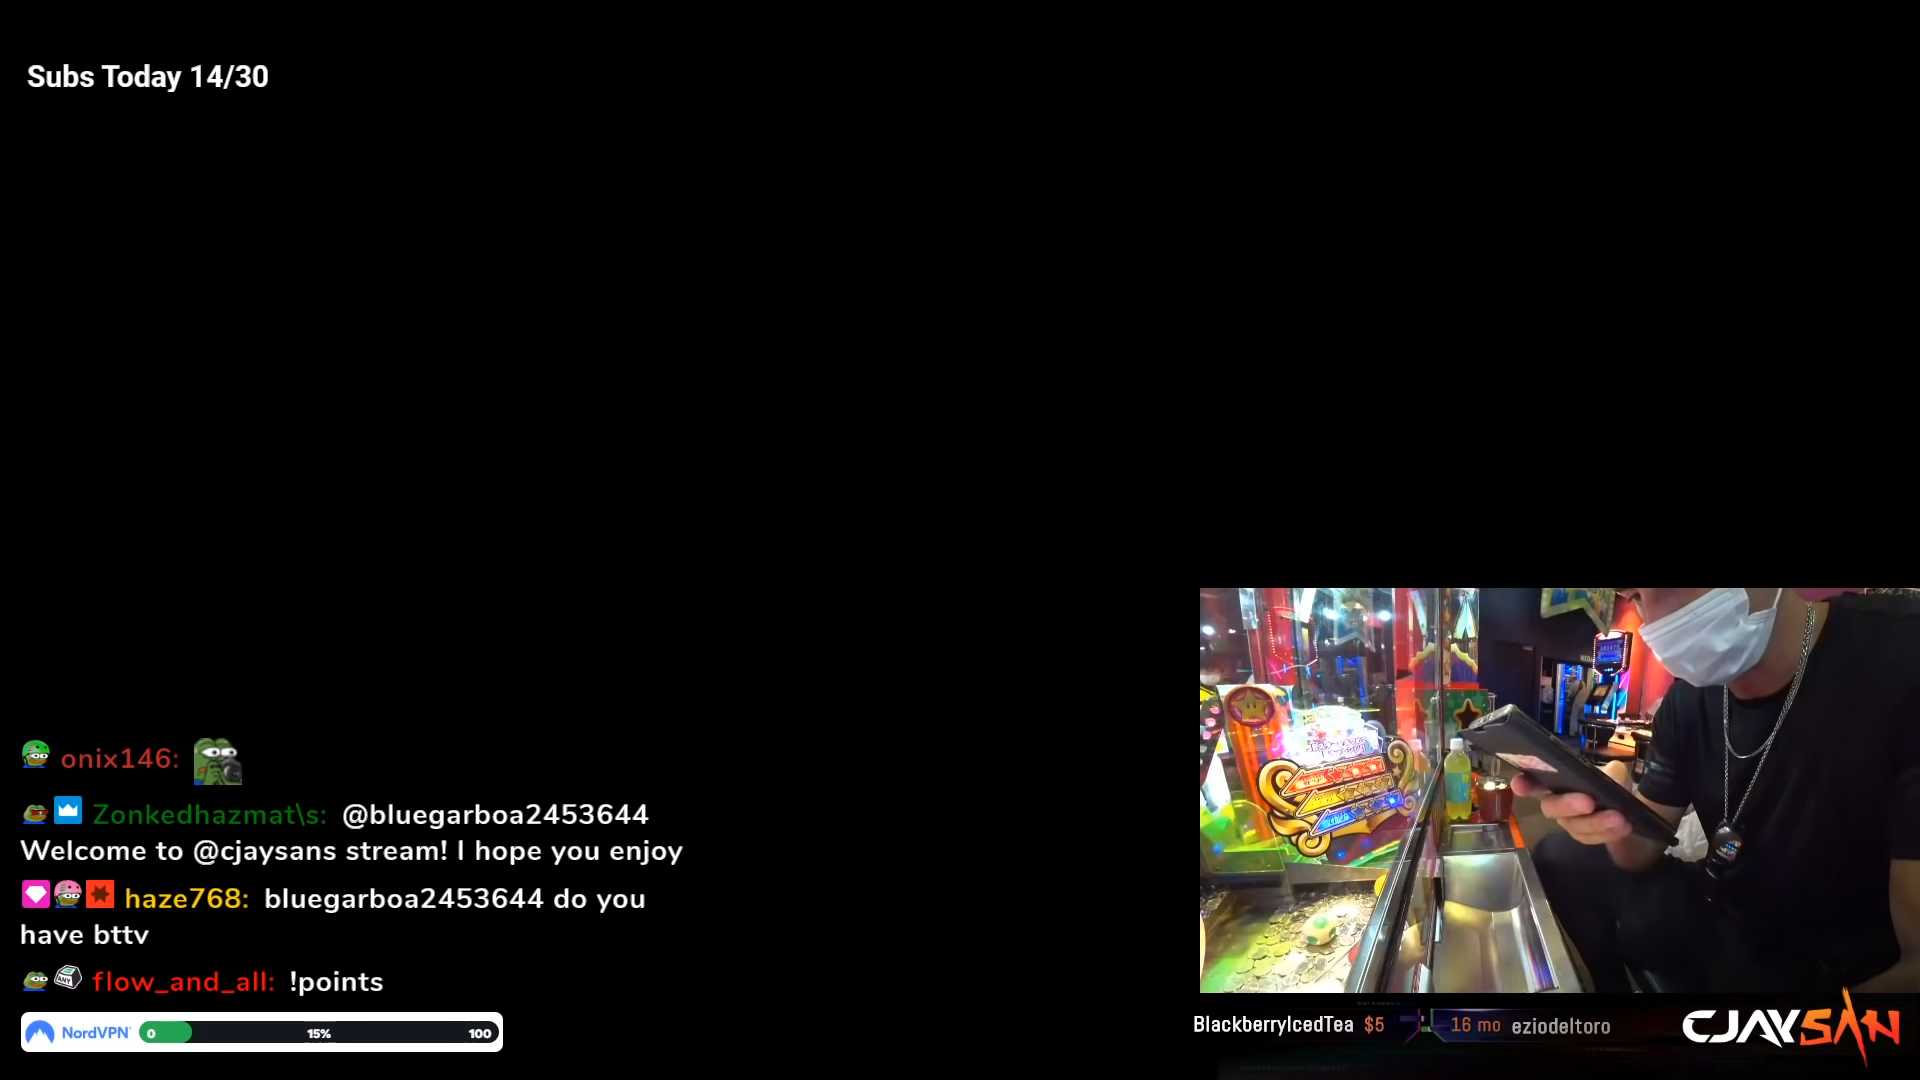 Subs Today 14/30
onix146:
Zonkedhazmat\s: @bluegarboa2453644
Welcome to @cjaysans stream! I hope you enjoy
haze768: bluegarboa2453644 do you
have bttv
flow_and_all: !points
NordVPN 0 15% 100
BlackberryIcedTea $5 16 mo eziodeltoro
CJAYSAN